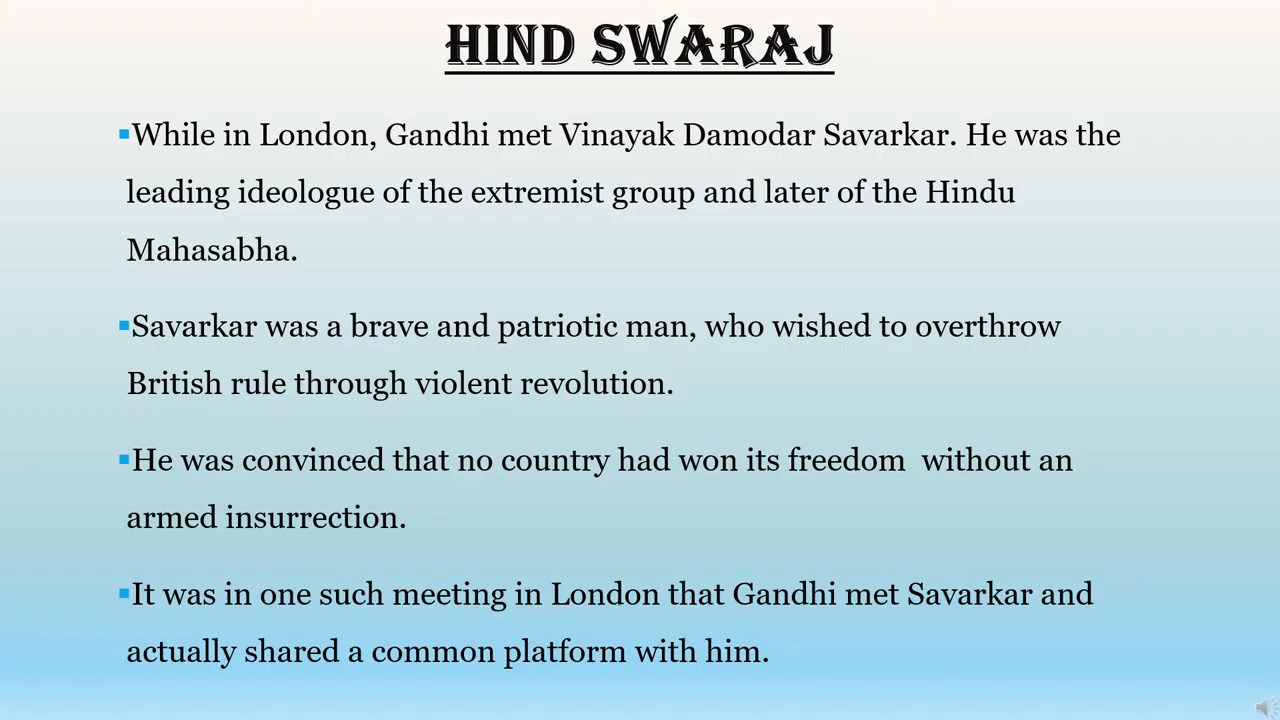 HIND SWARAJ
▪While in London, Gandhi met Vinayak Damodar Savarkar. He was the
leading ideologue of the extremist group and later of the Hindu
Mahasabha.
▪Savarkar was a brave and patriotic man, who wished to overthrow
British rule through violent revolution.
▪He was convinced that no country had won its freedom  without an
armed insurrection.
▪It was in one such meeting in London that Gandhi met Savarkar and
actually shared a common platform with him.